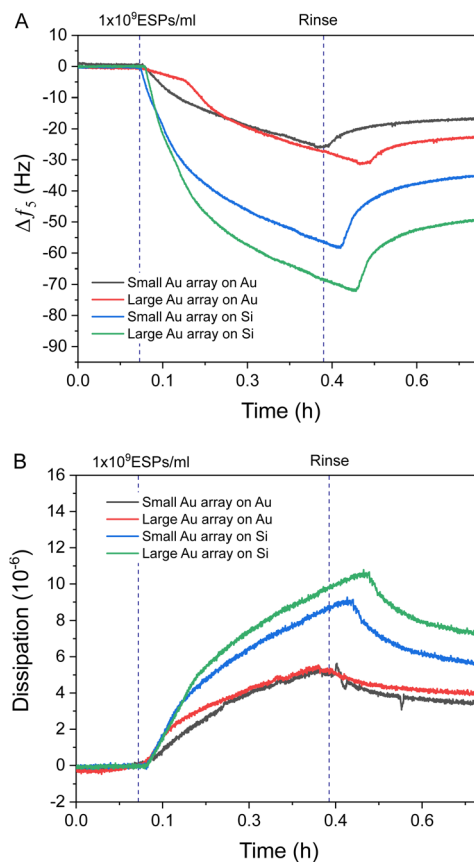 A
1x10⁹ESPs/ml Rinse
10
0
-10
-20
-30
-40
-50
-60
-70
-80
-90
Δf₅ (Hz)
Small Au array on Au
Large Au array on Au
Small Au array on Si
Large Au array on Si
0.0 0.1 0.4 0.6
Time (h)
B
1x10⁹ESPs/ml Rinse
16
14
12
10
8
6
4
2
0
-2
Dissipation (10⁻⁶)
Small Au array on Au
Large Au array on Au
Small Au array on Si
Large Au array on Si
0.0 0.1 0.4 0.6
Time (h)